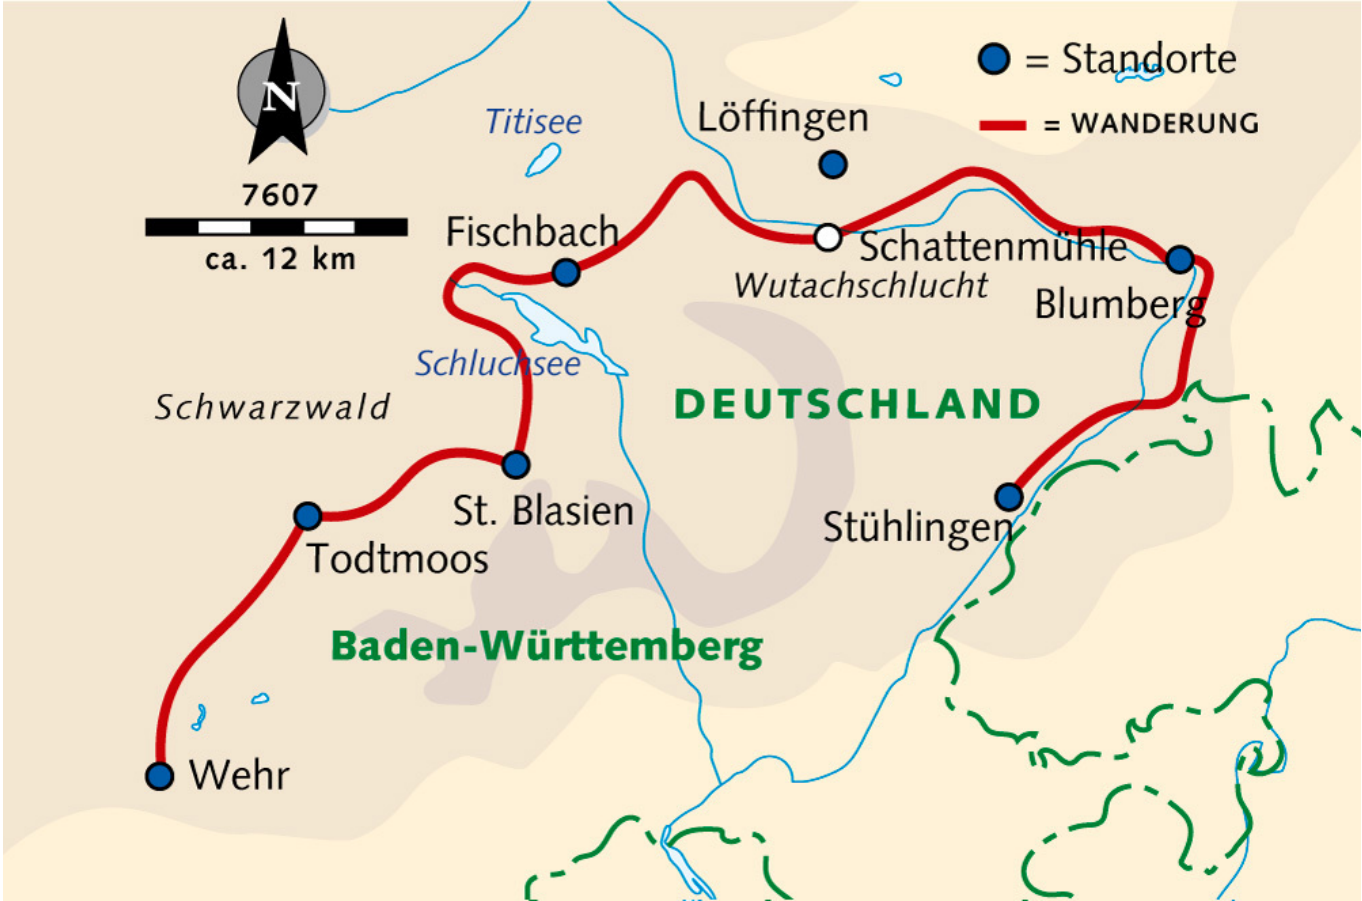 N
7607
ca. 12 km
= Standorte
= WANDERUNG
Titisee
Löffingen
Fischbach
Schattenmühle
Wutachschlucht
Blumberg
Schluchsee
Schwarzwald
DEUTSCHLAND
St. Blasien
Stühlingen
Todtmoos
Baden-Württemberg
Wehr